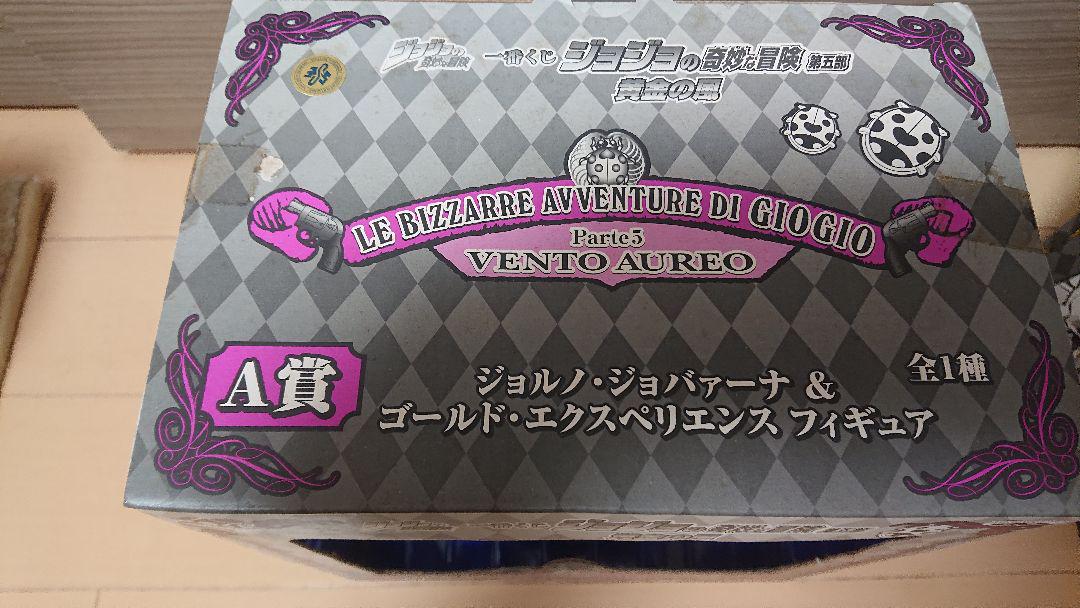 ジョジョの
奇妙な冒険
一番くじ ジョジョの奇妙な冒険 第五部
黄金の風
LE BIZZARRE AVVENTURE DI GIOGIO
Parte5
VENTO AUREO
A賞
全1種
ジョルノ・ジョバァーナ &
ゴールド・エクスペリエンス フィギュア